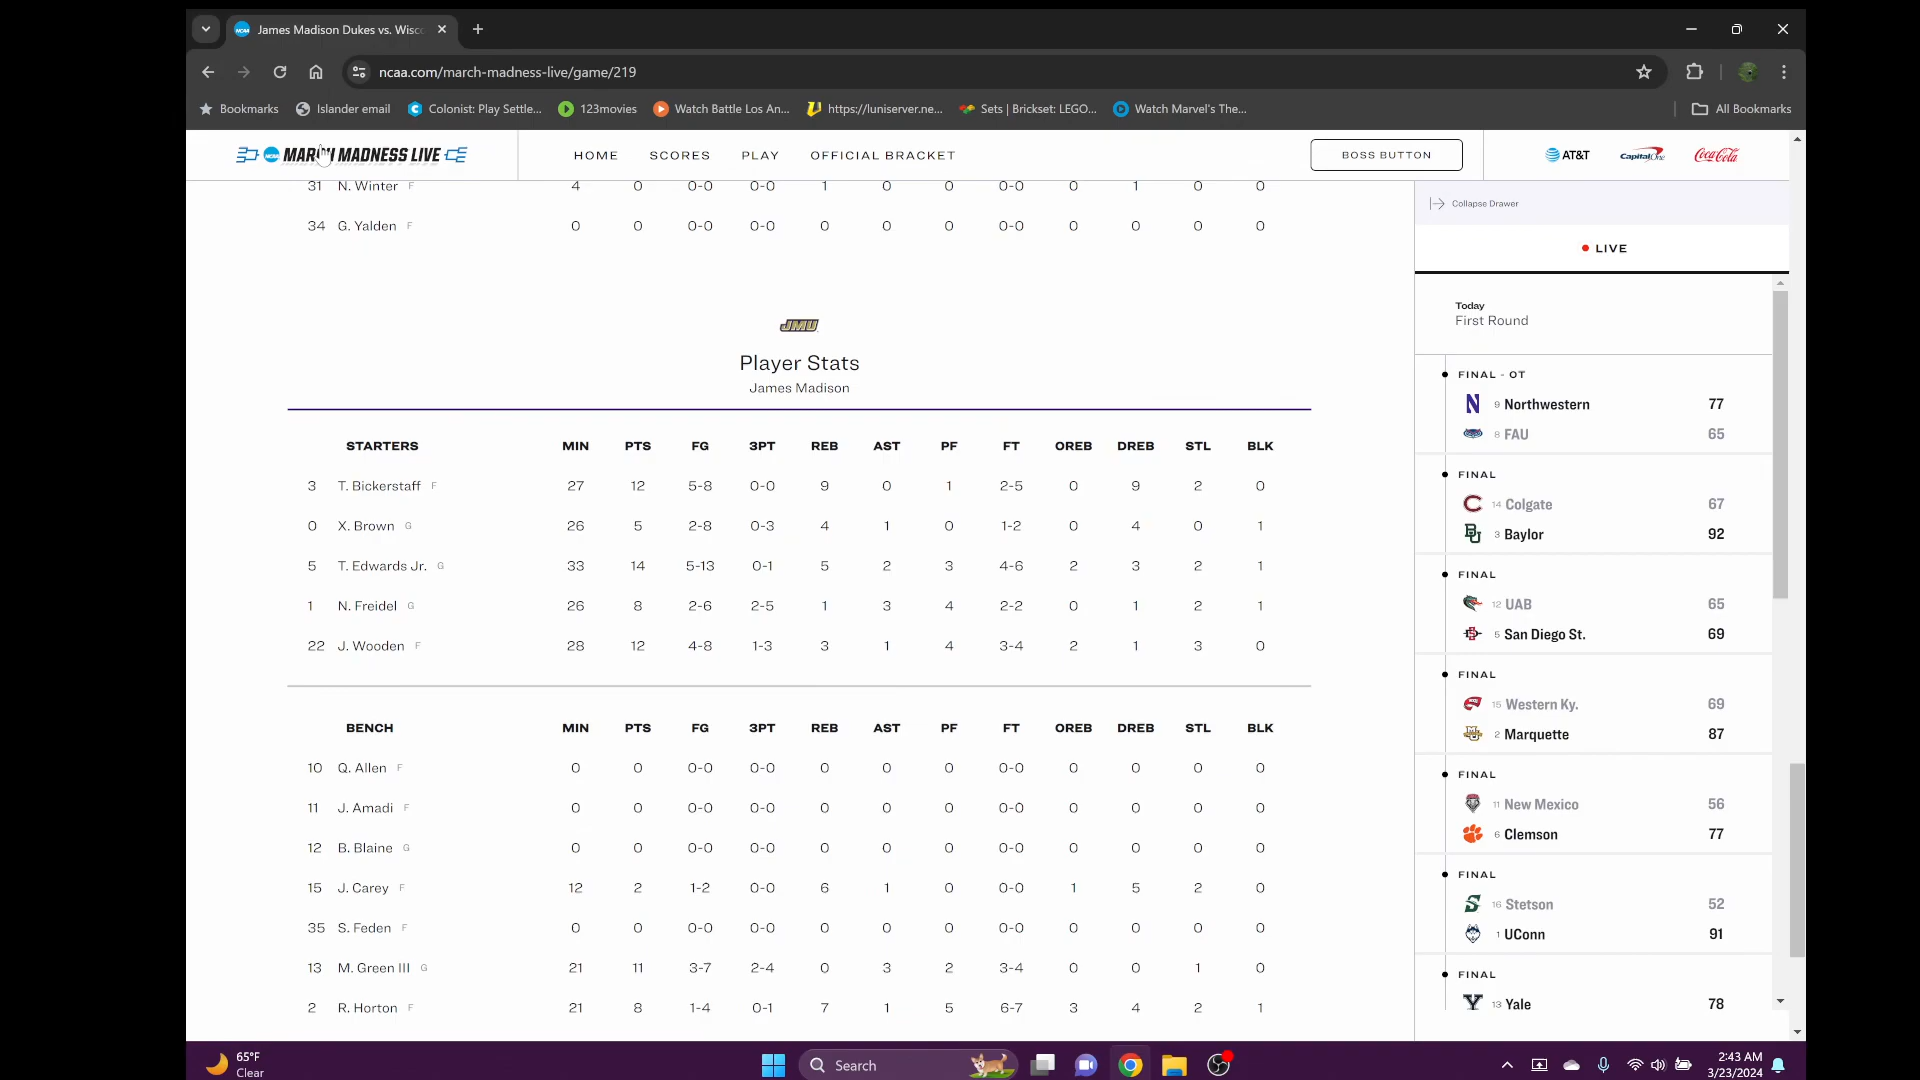 James Madison Dukes vs. Wisc
ncaa.com/march-madness-live/game/219
Bookmarks Islander email Colonist: Play Settle... 123movies Watch Battle Los An... https://luniserver.ne... Sets | Brickset: LEGO... Watch Marvel's The... All Bookmarks
NCAA MARCH MADNESS LIVE HOME SCORES PLAY OFFICIAL BRACKET BOSS BUTTON AT&T Capital One Coca-Cola
31 N. Winter F 4 0 0-0 0-0 1 0 0 0-0 0 1 0 0
34 G. Yalden F 0 0 0-0 0-0 0 0 0 0-0 0 0 0 0
JMU
Player Stats
James Madison
STARTERS MIN PTS FG 3PT REB AST PF FT OREB DREB STL BLK
3 T. Bickerstaff F 27 12 5-8 0-0 9 0 1 2-5 0 9 2 0
0 X. Brown G 26 5 2-8 0-3 4 1 0 1-2 0 4 0 1
5 T. Edwards Jr. G 33 14 5-13 0-1 5 2 3 4-6 2 3 2 1
1 N. Freidel G 26 8 2-6 2-5 1 3 4 2-2 0 1 2 1
22 J. Wooden F 28 12 4-8 1-3 3 1 4 3-4 2 1 3 0
BENCH MIN PTS FG 3PT REB AST PF FT OREB DREB STL BLK
10 Q. Allen F 0 0 0-0 0-0 0 0 0 0-0 0 0 0 0
11 J. Amadi F 0 0 0-0 0-0 0 0 0 0-0 0 0 0 0
12 B. Blaine G 0 0 0-0 0-0 0 0 0 0-0 0 0 0 0
15 J. Carey F 12 2 1-2 0-0 6 1 0 0-0 1 5 2 0
35 S. Feden F 0 0 0-0 0-0 0 0 0 0-0 0 0 0 0
13 M. Green III G 21 11 3-7 2-4 0 3 2 3-4 0 0 1 0
2 R. Horton F 21 8 1-4 0-1 7 1 5 6-7 3 4 2 1
Collapse Drawer
LIVE
Today
First Round
FINAL - OT
9 Northwestern 77
8 FAU 65
FINAL
14 Colgate 67
3 Baylor 92
FINAL
12 UAB 65
5 San Diego St. 69
FINAL
15 Western Ky. 69
2 Marquette 87
FINAL
11 New Mexico 56
6 Clemson 77
FINAL
16 Stetson 52
1 UConn 91
FINAL
13 Yale 78
65°F
Clear
Search
2:43 AM
3/23/2024